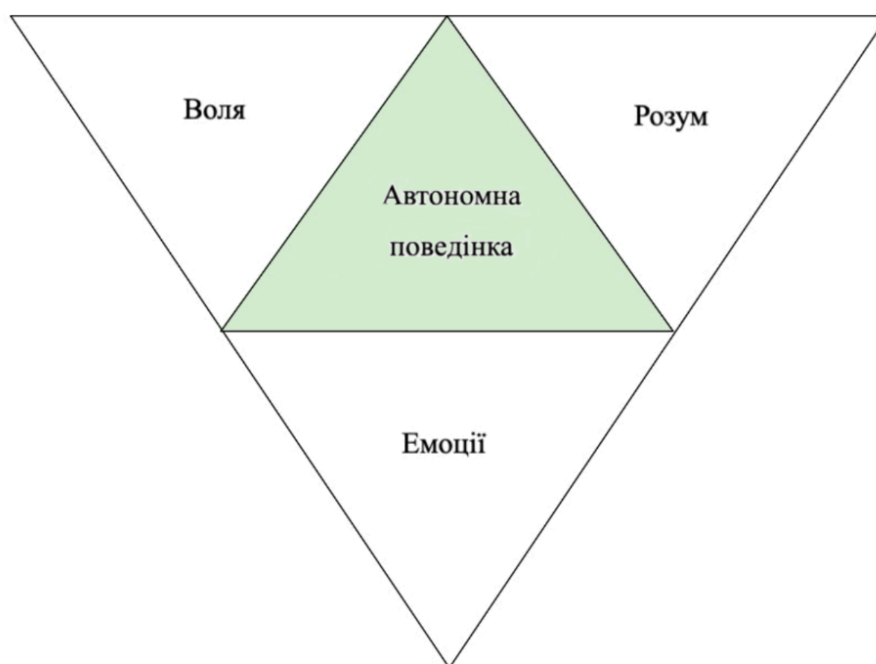 Воля
Розум
Автономна
поведінка
Емоції